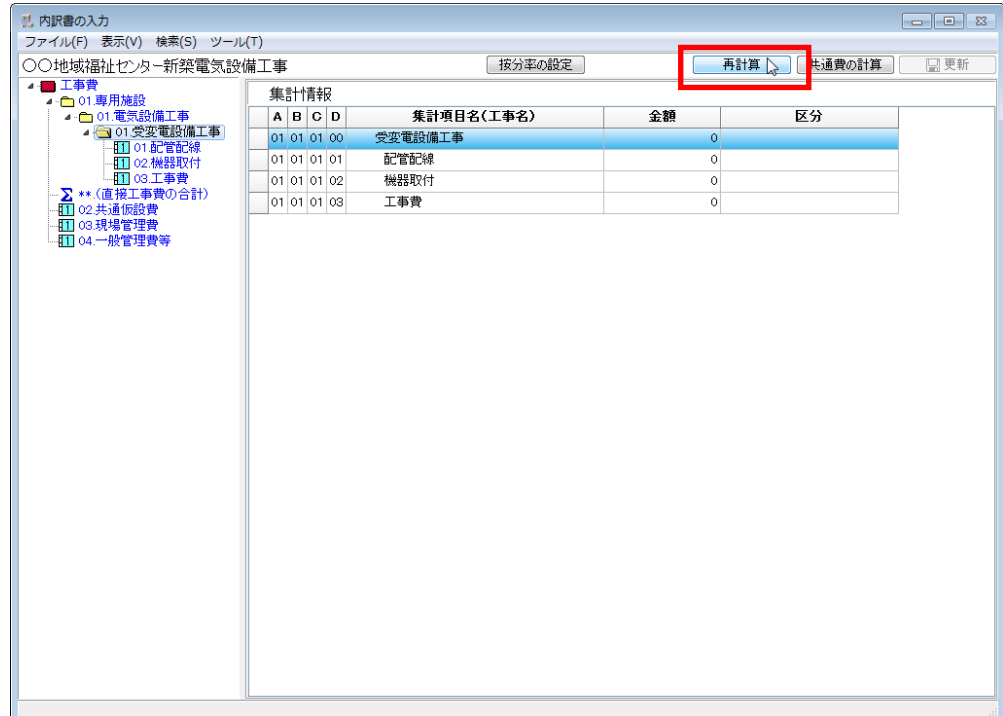 内訳書の入力
ファイル(F) 表示(V) 検索(S) ツール(T)
〇〇地域福祉センター新築電気設備工事 按分率の設定 再計算 共通費の計算 更新
工事費
01.専用施設
01.電気設備工事
01.受変電設備工事
01.配管配線
02.機器取付
03.工事費
**.(直接工事費の合計)
02.共通仮設費
03.現場管理費
04.一般管理費等
集計情報
A B C D 集計項目名(工事名) 金額 区分
01 01 01 00 受変電設備工事 0
01 01 01 01 配管配線 0
01 01 01 02 機器取付 0
01 01 01 03 工事費 0